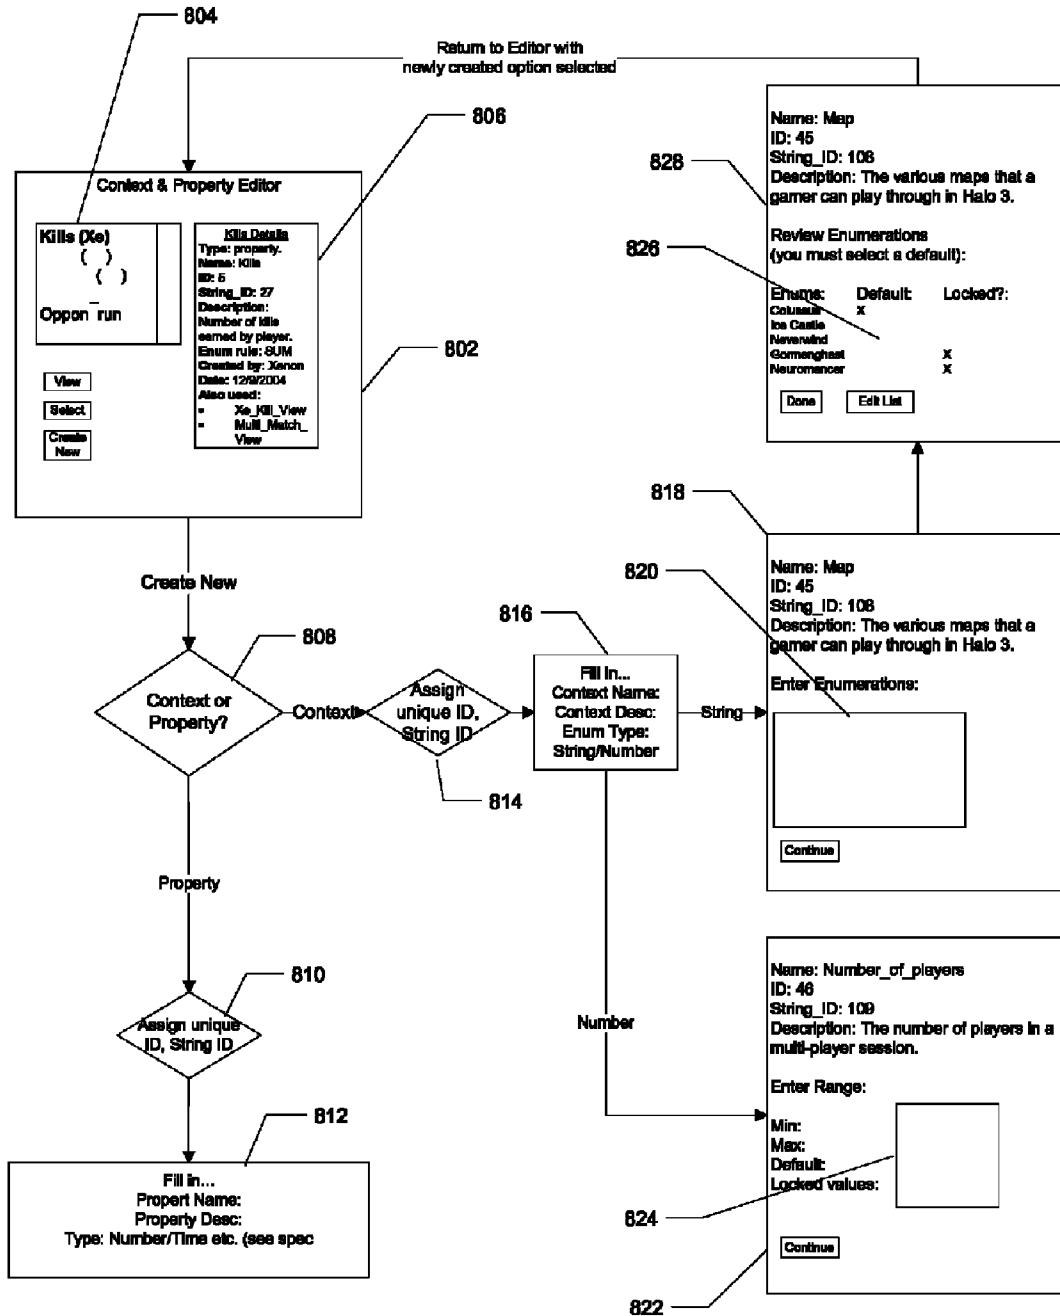 804
Return to Editor with
newly created option selected
806
Context & Property Editor
Kills (Xe)
( )
( )
_
Oppon run
View
Select
Create
New
Kills Details
Type: property.
Name: Kills
ID: 5
String_ID: 27
Description:
Number of kills
earned by player.
Enum rule: SUM
Created by: Xenon
Date: 12/9/2004
Also used:
- Xe_Kill_View
- Multi_Match_
View
802
828
Name: Map
ID: 45
String_ID: 108
Description: The various maps that a
gamer can play through in Halo 3.
Review Enumerations
(you must select a default):
826
Enums: Default: Locked?:
Colussus X
Ice Castle
Neverwind
Gormenghast X
Neuromancer X
Done
Edit List
Create New
808
Context or
Property?
Context
Assign
unique ID,
String ID
814
816
Fill in...
Context Name:
Context Desc:
Enum Type:
String/Number
String
818
820
Name: Map
ID: 45
String_ID: 108
Description: The various maps that a
gamer can play through in Halo 3.
Enter Enumerations:
Continue
Property
810
Assign unique
ID, String ID
812
Fill in...
Propert Name:
Property Desc:
Type: Number/Time etc. (see spec
Number
Name: Number_of_players
ID: 46
String_ID: 109
Description: The number of players in a
multi-player session.
Enter Range:
Min:
Max:
Default:
Locked values:
824
Continue
822